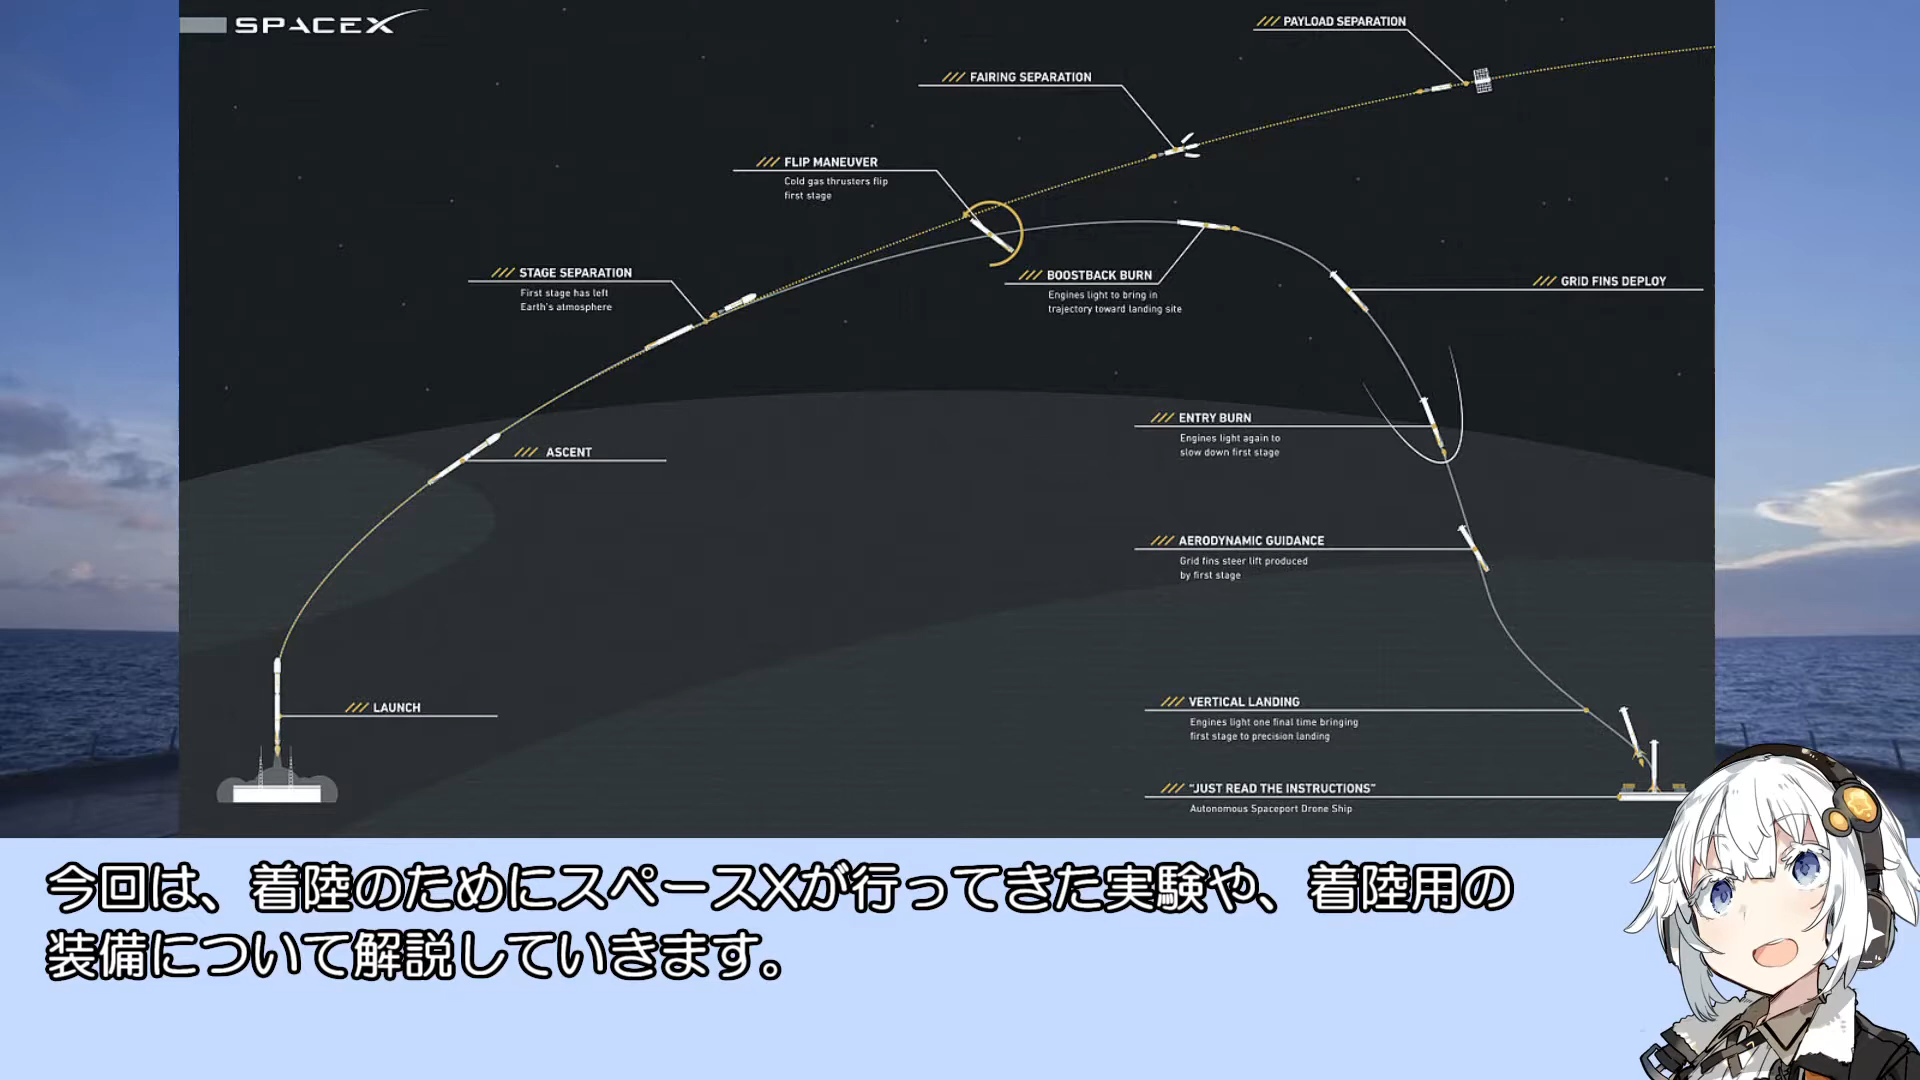 SPACEX
/// PAYLOAD SEPARATION
/// FAIRING SEPARATION
/// FLIP MANEUVER
Cold gas thrusters flip
first stage
/// STAGE SEPARATION
First stage has left
Earth's atmosphere
/// BOOSTBACK BURN
Engines light to bring in
trajectory toward landing site
/// GRID FINS DEPLOY
/// ENTRY BURN
Engines light again to
slow down first stage
/// ASCENT
/// AERODYNAMIC GUIDANCE
Grid fins steer lift produced
by first stage
/// LAUNCH
/// VERTICAL LANDING
Engines light one final time bringing
first stage to precision landing
/// "JUST READ THE INSTRUCTIONS"
Autonomous Spaceport Drone Ship
今回は、着陸のためにスペースXが行ってきた実験や、着陸用の
装備について解説していきます。